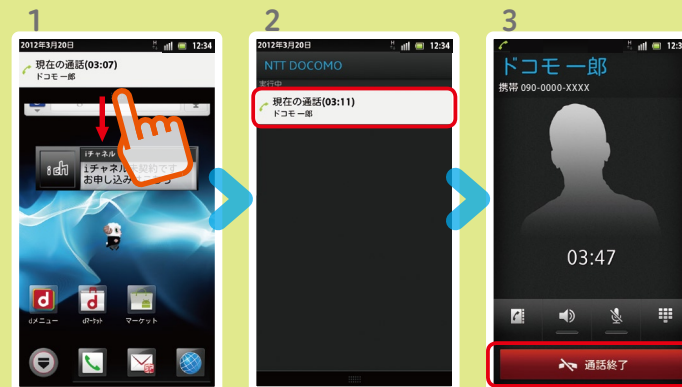 1
2012年3月20日 12:34
現在の通話(03:07)
ドコモ 一郎
iチャネル
iチャネル
お申し込み
dメニュー
dマーケット
マーケット
2
2012年3月20日 12:34
NTT DOCOMO
実行中
現在の通話(03:11)
ドコモ 一郎
3
ドコモ 一郎
携帯 090-0000-XXXX
03:47
通話終了